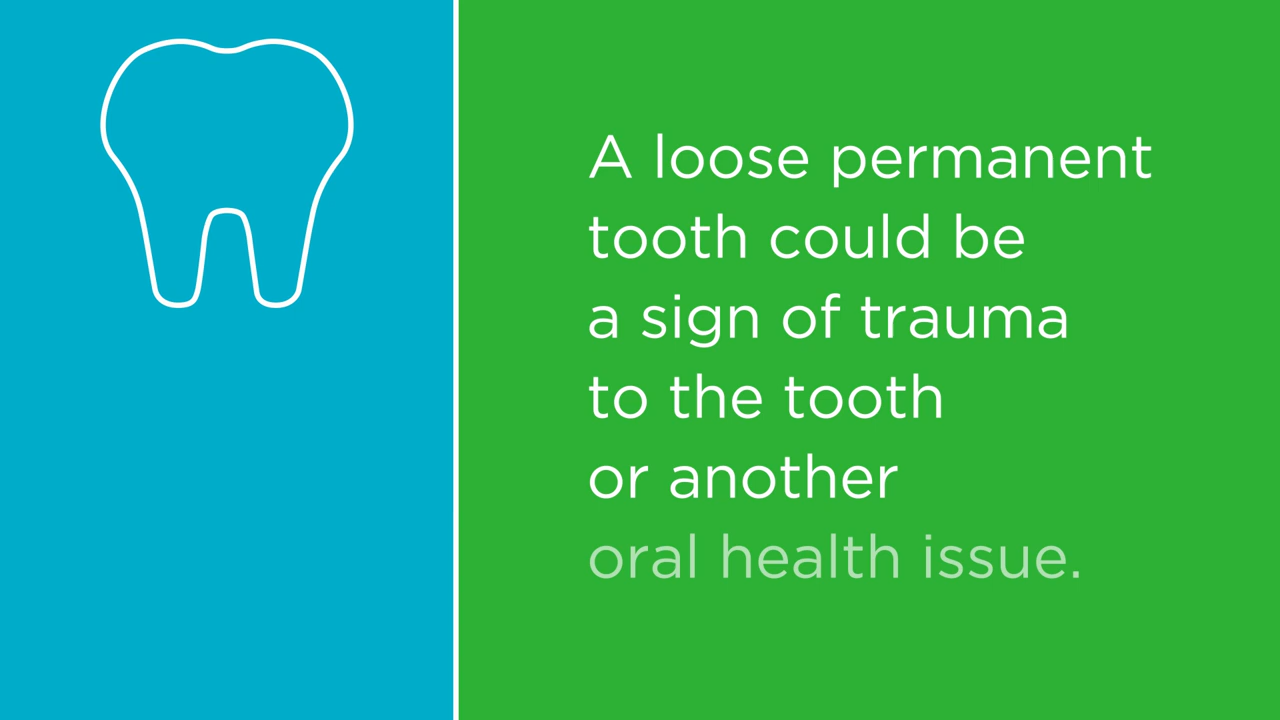 A loose permanent
tooth could be
a sign of trauma
to the tooth
or another
oral health issue.